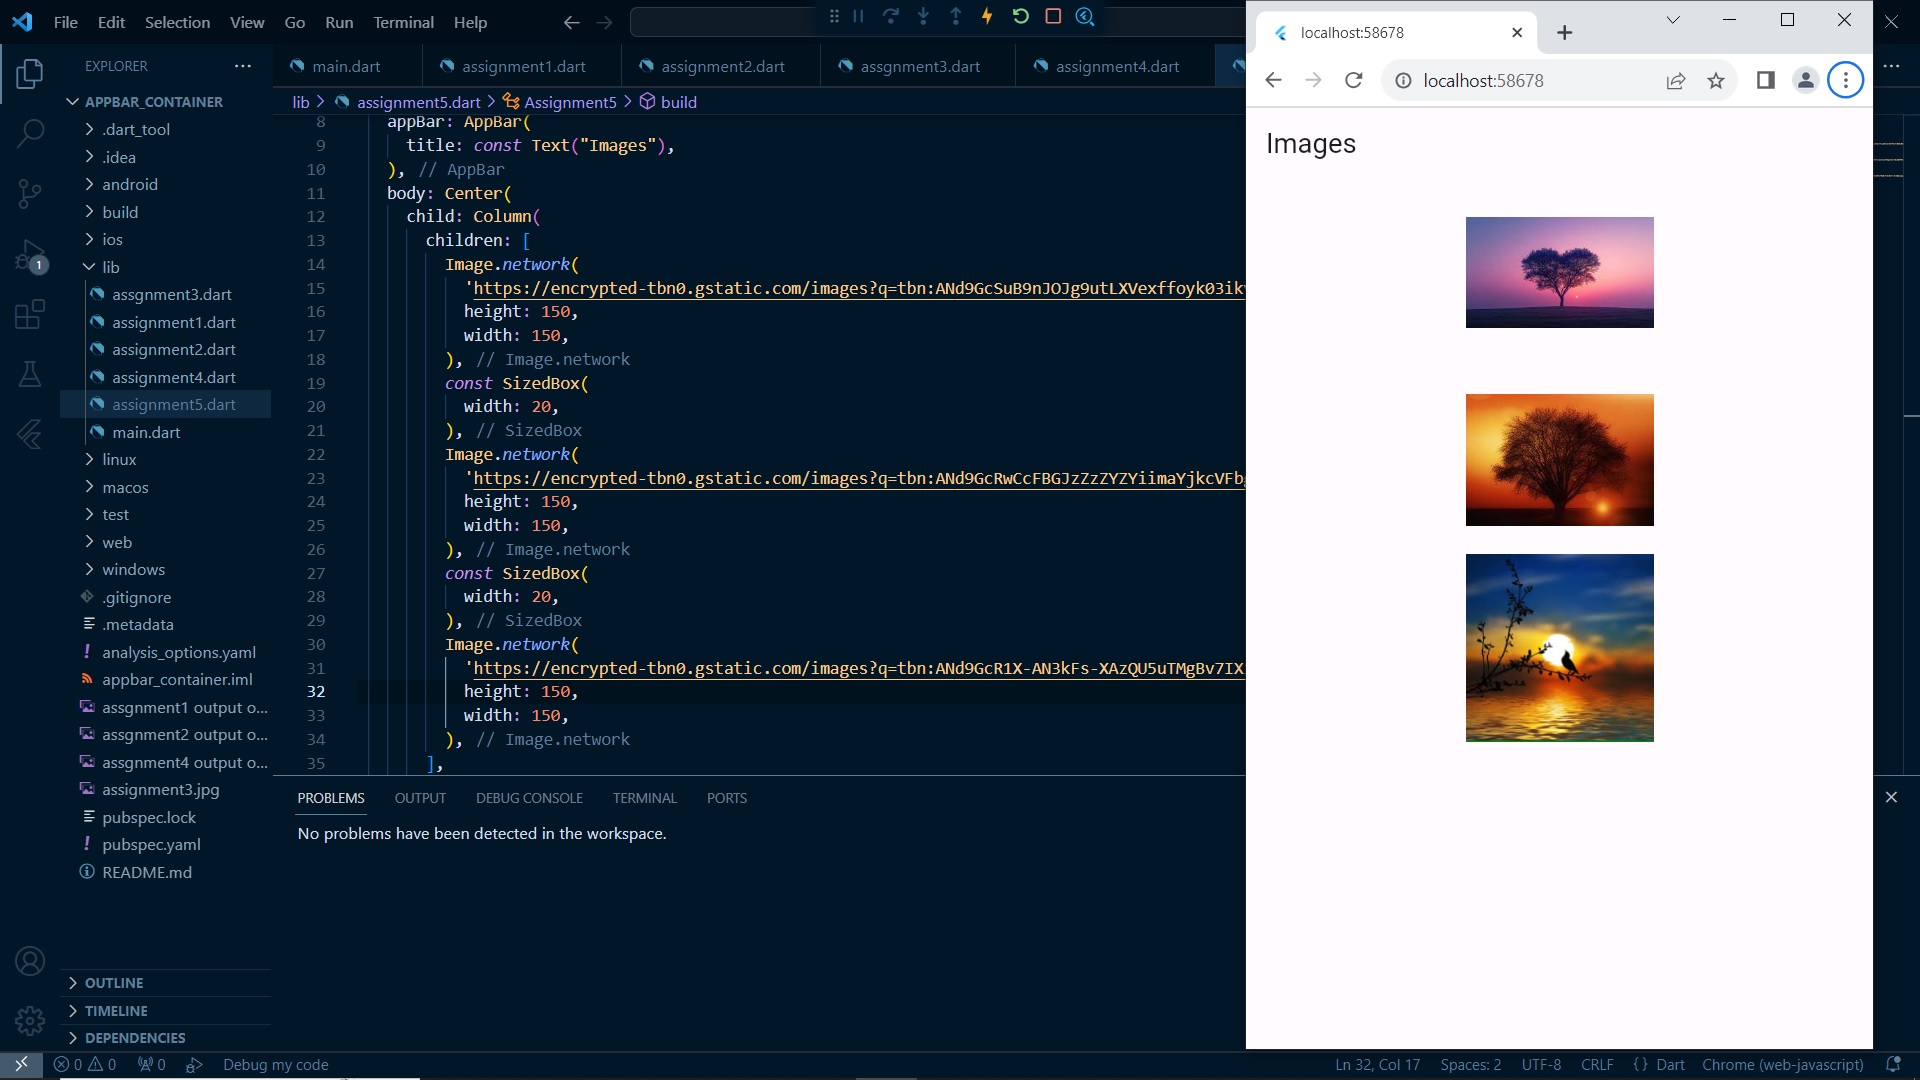 File Edit Selection View Go Run Terminal Help
EXPLORER
APPBAR_CONTAINER
.dart_tool
.idea
android
build
ios
lib
assgnment3.dart
assignment1.dart
assignment2.dart
assignment4.dart
assignment5.dart
main.dart
linux
macos
test
web
windows
.gitignore
.metadata
analysis_options.yaml
appbar_container.iml
assgnment1 output o...
assgnment2 output o...
assgnment4 output o...
assignment3.jpg
pubspec.lock
pubspec.yaml
README.md
OUTLINE
TIMELINE
DEPENDENCIES
1
main.dart assignment1.dart assignment2.dart assgnment3.dart assignment4.dart
lib > assignment5.dart > Assignment5 > build
8 appBar: AppBar(
9 title: const Text("Images"),
10 ), // AppBar
11 body: Center(
12 child: Column(
13 children: [
14 Image.network(
15 'https://encrypted-tbn0.gstatic.com/images?q=tbn:ANd9GcSuB9nJOJg9utLXVexffoyk03ik
16 height: 150,
17 width: 150,
18 ), // Image.network
19 const SizedBox(
20 width: 20,
21 ), // SizedBox
22 Image.network(
23 'https://encrypted-tbn0.gstatic.com/images?q=tbn:ANd9GcRwCcFBGJzZzZYZYiimaYjkcVFb
24 height: 150,
25 width: 150,
26 ), // Image.network
27 const SizedBox(
28 width: 20,
29 ), // SizedBox
30 Image.network(
31 'https://encrypted-tbn0.gstatic.com/images?q=tbn:ANd9GcR1X-AN3kFs-XAzQU5uTMgBv7IX
32 height: 150,
33 width: 150,
34 ), // Image.network
35 ],
PROBLEMS OUTPUT DEBUG CONSOLE TERMINAL PORTS
No problems have been detected in the workspace.
localhost:58678
localhost:58678
Images
0 0 0 Debug my code Ln 32, Col 17 Spaces: 2 UTF-8 CRLF {} Dart Chrome (web-javascript)